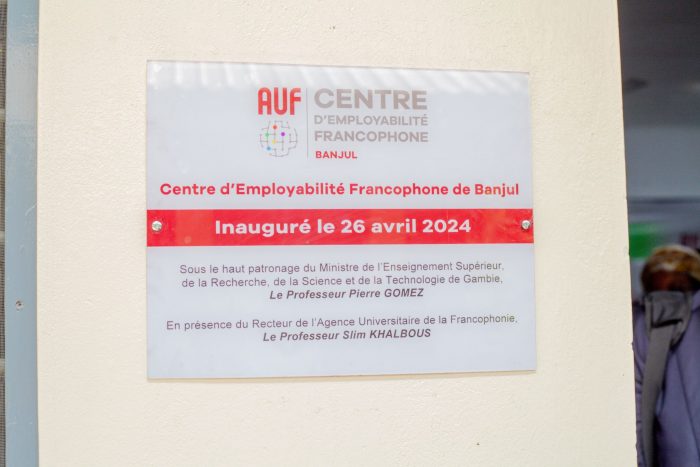 AUF
CENTRE
D'EMPLOYABILITÉ
FRANCOPHONE
BANJUL
Centre d'Employabilité Francophone de Banjul
Inauguré le 26 avril 2024
Sous le haut patronage du Ministre de l'Enseignement Supérieur,
de la Recherche, de la Science et de la Technologie de Gambie,
Le Professeur Pierre GOMEZ
En présence du Recteur de l'Agence Universitaire de la Francophonie,
Le Professeur Slim KHALBOUS